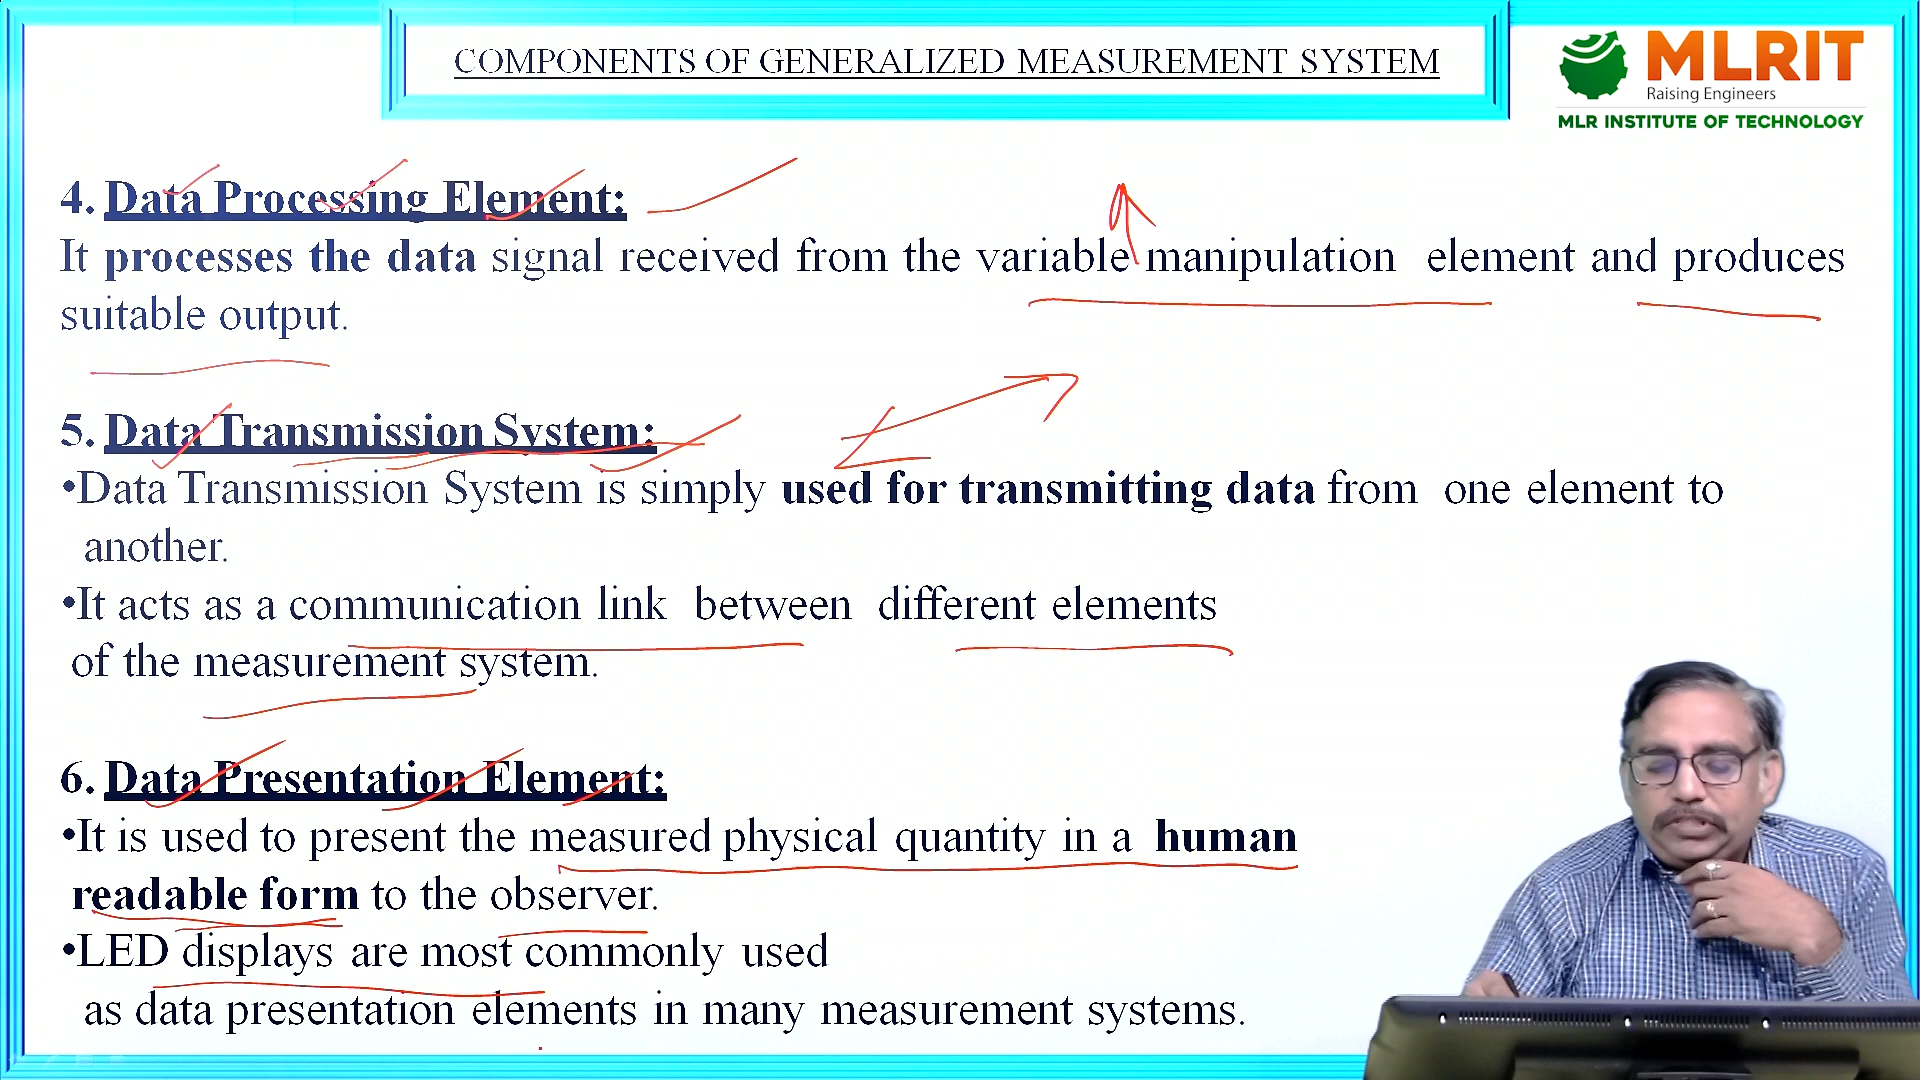 COMPONENTS OF GENERALIZED MEASUREMENT SYSTEM
MLRIT
Raising Engineers
MLR INSTITUTE OF TECHNOLOGY
4. Data Processing Element:
It processes the data signal received from the variable manipulation element and produces
suitable output.
5. Data Transmission System:
•Data Transmission System is simply used for transmitting data from one element to
another.
•It acts as a communication link between different elements
of the measurement system.
6. Data Presentation Element:
•It is used to present the measured physical quantity in a human
readable form to the observer.
•LED displays are most commonly used
as data presentation elements in many measurement systems.